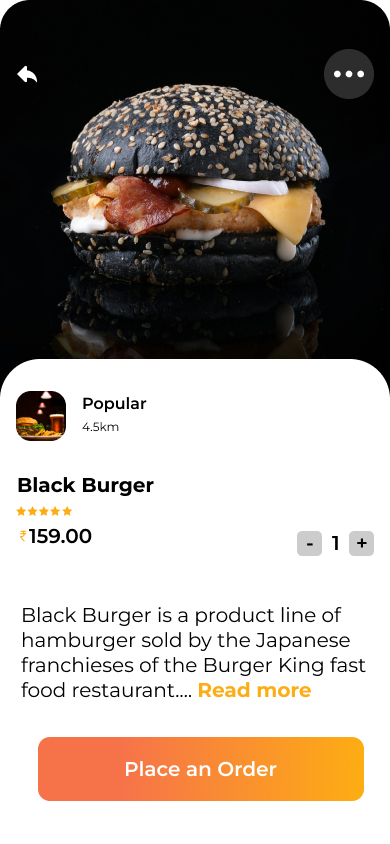 Popular
4.5km
Black Burger
₹159.00
- 1 +
Black Burger is a product line of
hamburger sold by the Japanese
franchieses of the Burger King fast
food restaurant.... Read more
Place an Order